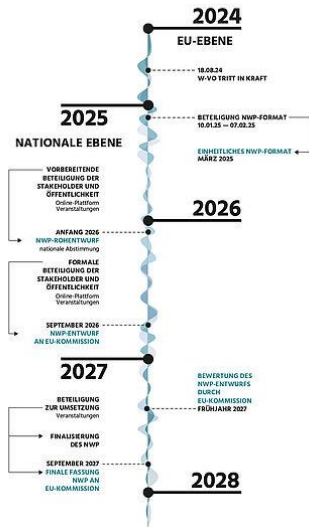 2024
EU-EBENE
18.08.24
W-VO TRITT IN KRAFT
2025
BETEILIGUNG NWP-FORMAT
10.01.25 — 07.02.25
NATIONALE EBENE
EINHEITLICHES NWP-FORMAT
MÄRZ 2025
VORBEREITENDE
BETEILIGUNG DER
STAKEHOLDER UND
ÖFFENTLICHKEIT
Online-Plattform
Veranstaltungen
2026
ANFANG 2026
NWP-ROHENTWURF
nationale Abstimmung
FORMALE
BETEILIGUNG DER
STAKEHOLDER UND
ÖFFENTLICHKEIT
Online-Plattform
Veranstaltungen
SEPTEMBER 2026
NWP-ENTWURF
AN EU-KOMMISSION
2027
BEWERTUNG DES
NWP-ENTWURFS
DURCH
EU-KOMMISSION
FRÜHJAHR 2027
BETEILIGUNG
ZUR UMSETZUNG
Veranstaltungen
FINALISIERUNG
DES NWP
SEPTEMBER 2027
FINALE FASSUNG
NWP AN
EU-KOMMISSION
2028